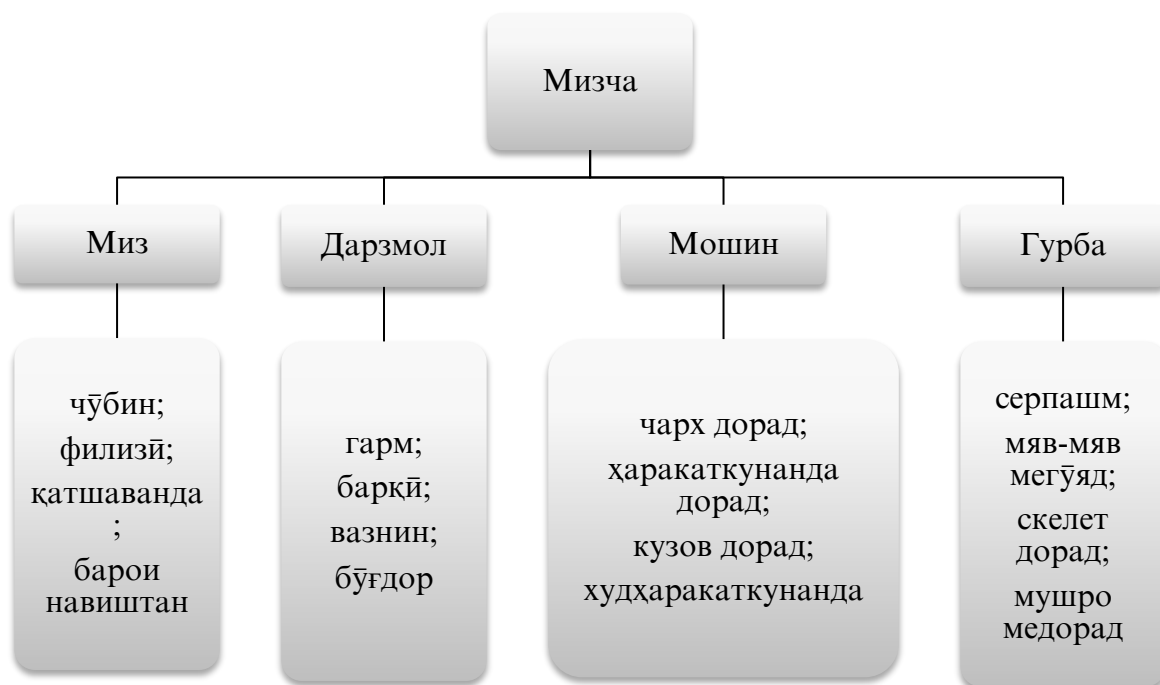 Мизча
Миз
Дарзмол
Мошин
Гурба
чӯбин;
филизӣ;
қатшаванда
;
барои
навиштан
гарм;
барқӣ;
вазнин;
бӯғдор
чарх дорад;
ҳаракаткунанда
дорад;
кузов дорад;
худҳаракаткунанда
серпашм;
мяв-мяв
мегӯяд;
скелет
дорад;
мушро
медорад